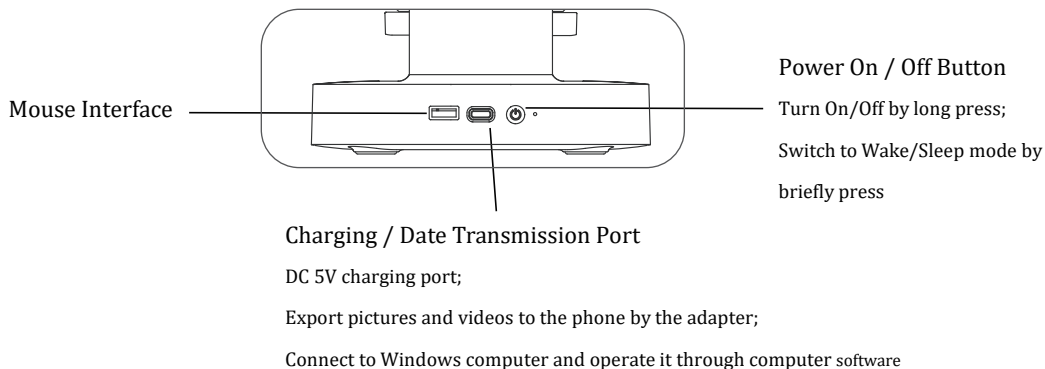 Power On / Off Button
Mouse Interface
Turn On/Off by long press;
Switch to Wake/Sleep mode by
briefly press
Charging / Date Transmission Port
DC 5V charging port;
Export pictures and videos to the phone by the adapter;
Connect to Windows computer and operate it through computer software